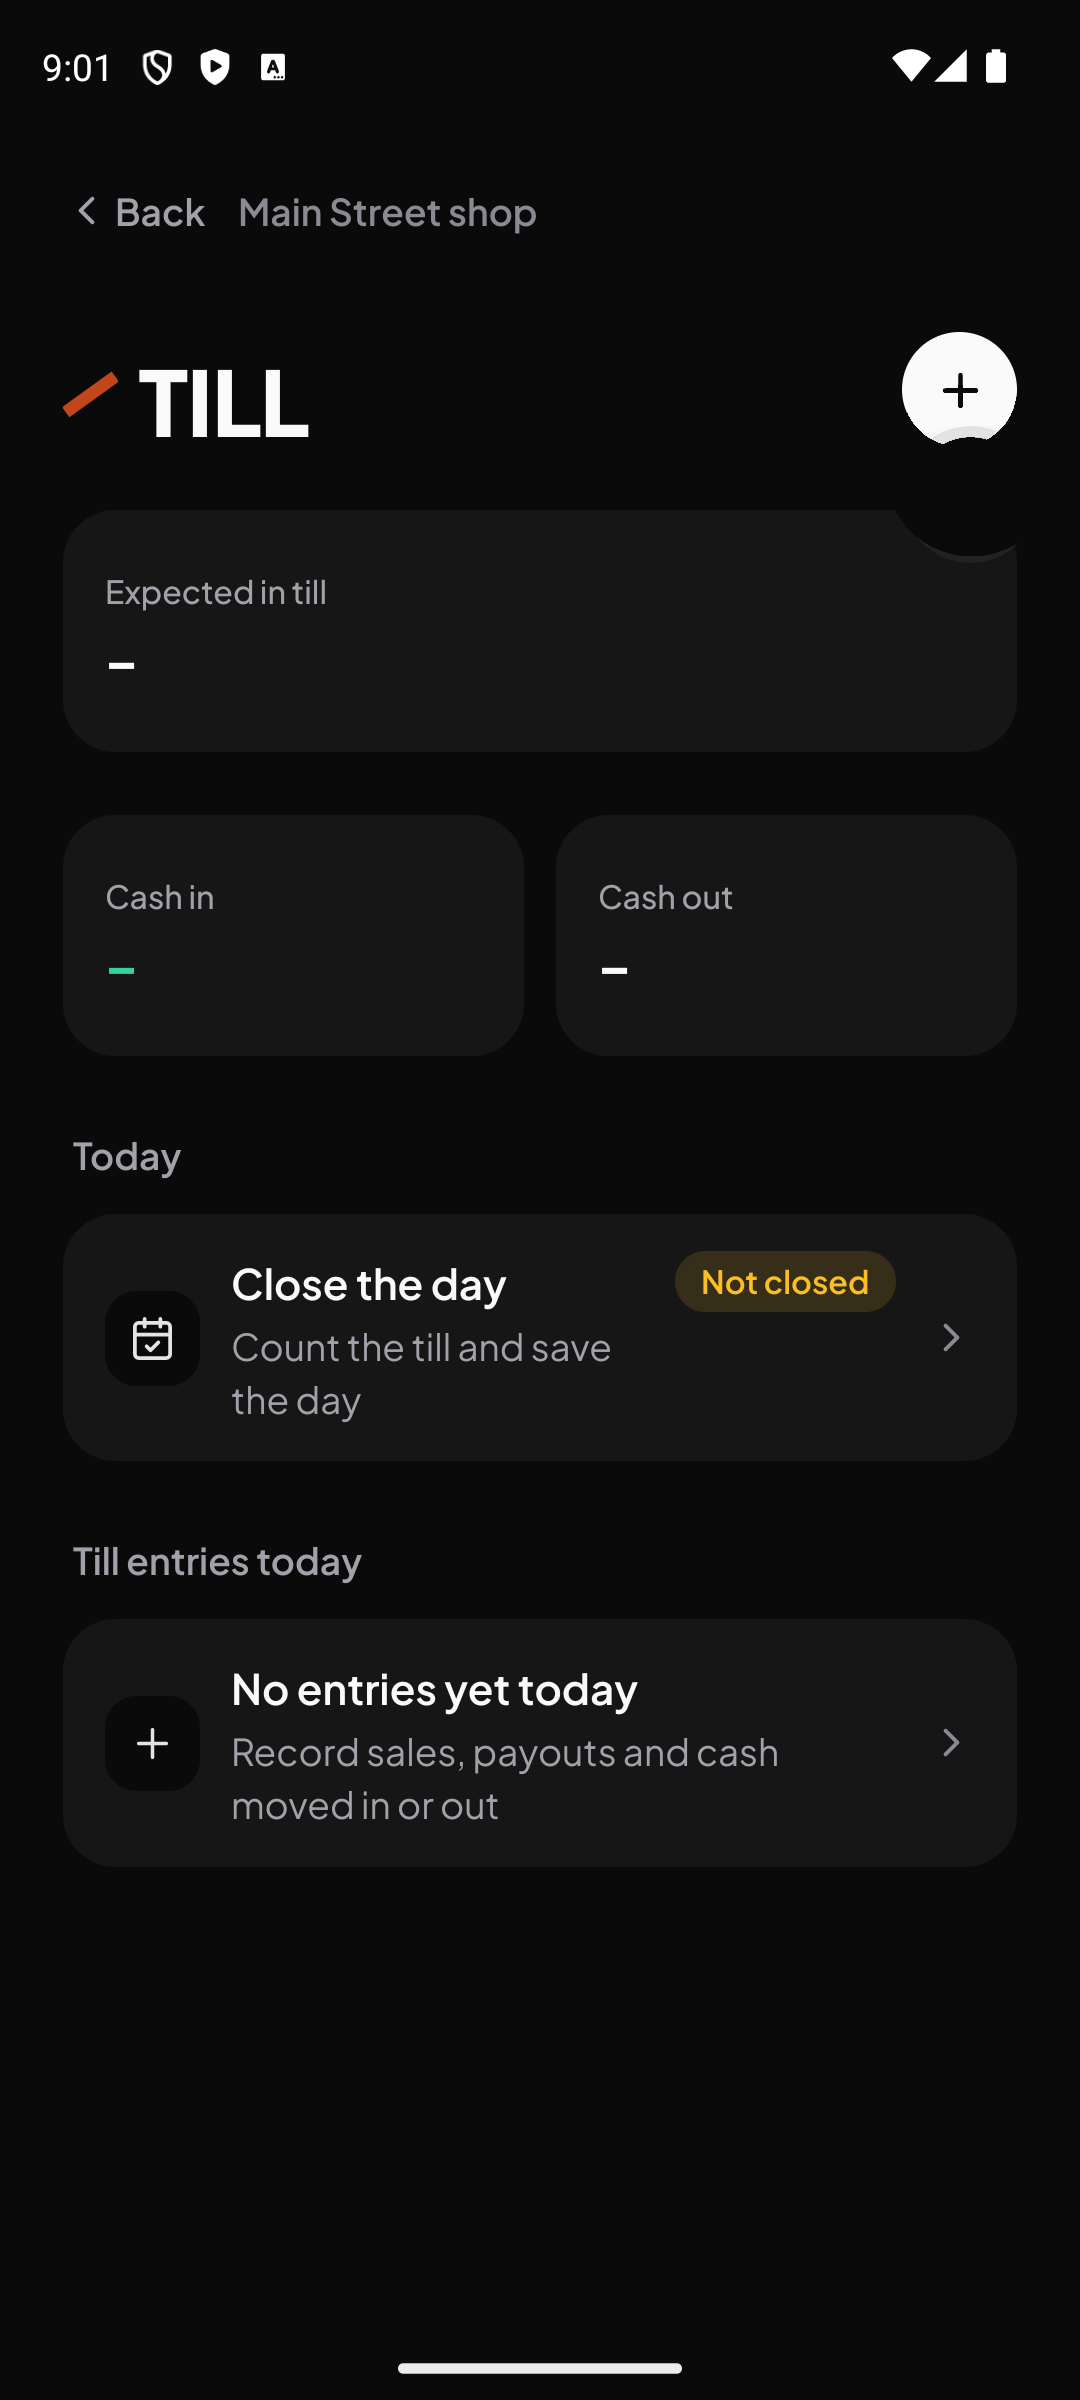 9:01
Back Main Street shop
TILL
Expected in till
–
Cash in
–
Cash out
–
Today
Close the day
Not closed
Count the till and save
the day
Till entries today
No entries yet today
Record sales, payouts and cash
moved in or out